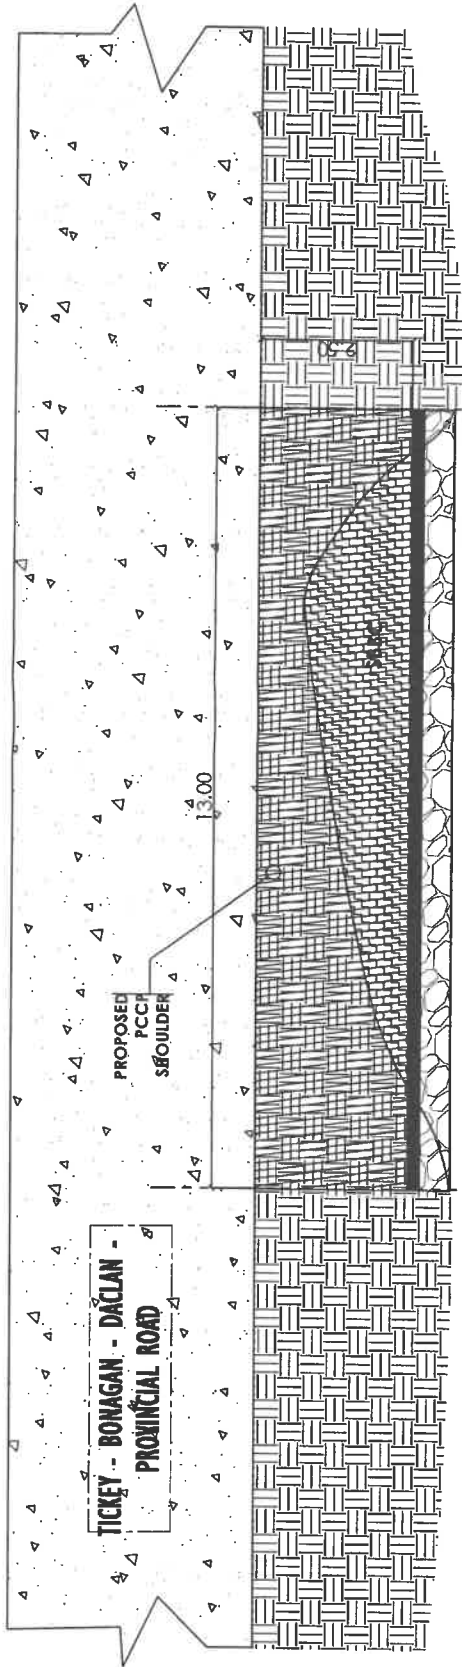 TICKEY - BONAGAN - DACLAN -
PROVINCIAL ROAD
PROPOSED
PCCP
SHOULDER
13.00
2.50